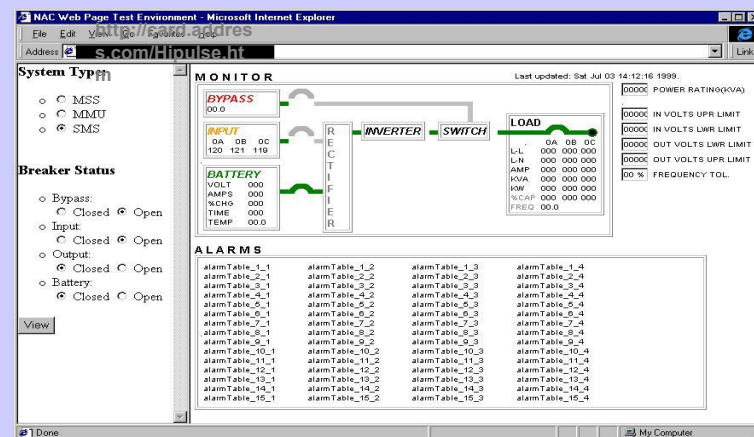 NAC Web Page Test Environment - Microsoft Internet Explorer
File Edit View Go Favorites Help
http://card.addres
s.com/Hipulse.ht
m
Address
Link
System Type
MSS
MMU
SMS
Breaker Status
Bypass:
Closed Open
Input:
Closed Open
Output:
Closed Open
Battery:
Closed Open
View
MONITOR
Last updated: Sat Jul 03 14:12:16 1999.
BYPASS
00.0
INPUT
0A 0B 0C
120 121 119
BATTERY
VOLT 000
AMPS 000
%CHG 000
TIME 000
TEMP 00.0
RECTIFIER
INVERTER
SWITCH
LOAD
0A 0B 0C
L-L 000 000 000
L-N 000 000 000
AMP 000 000 000
KVA 000 000 000
KW 000 000 000
%CAP 000 000 000
FREQ 00.0
00000 POWER RATING(KVA)
00000 IN VOLTS UPR LIMIT
00000 IN VOLTS LWR LIMIT
00000 OUT VOLTS LWR LIMIT
00000 OUT VOLTS UPR LIMIT
00 % FREQUENCY TOL.
ALARMS
alarmTable_1_1 alarmTable_1_2 alarmTable_1_3 alarmTable_1_4
alarmTable_2_1 alarmTable_2_2 alarmTable_2_3 alarmTable_2_4
alarmTable_3_1 alarmTable_3_2 alarmTable_3_3 alarmTable_3_4
alarmTable_4_1 alarmTable_4_2 alarmTable_4_3 alarmTable_4_4
alarmTable_5_1 alarmTable_5_2 alarmTable_5_3 alarmTable_5_4
alarmTable_6_1 alarmTable_6_2 alarmTable_6_3 alarmTable_6_4
alarmTable_7_1 alarmTable_7_2 alarmTable_7_3 alarmTable_7_4
alarmTable_8_1 alarmTable_8_2 alarmTable_8_3 alarmTable_8_4
alarmTable_9_1 alarmTable_9_2 alarmTable_9_3 alarmTable_9_4
alarmTable_10_1 alarmTable_10_2 alarmTable_10_3 alarmTable_10_4
alarmTable_11_1 alarmTable_11_2 alarmTable_11_3 alarmTable_11_4
alarmTable_12_1 alarmTable_12_2 alarmTable_12_3 alarmTable_12_4
alarmTable_13_1 alarmTable_13_2 alarmTable_13_3 alarmTable_13_4
alarmTable_14_1 alarmTable_14_2 alarmTable_14_3 alarmTable_14_4
alarmTable_15_1 alarmTable_15_2 alarmTable_15_3 alarmTable_15_4
Done
My Computer